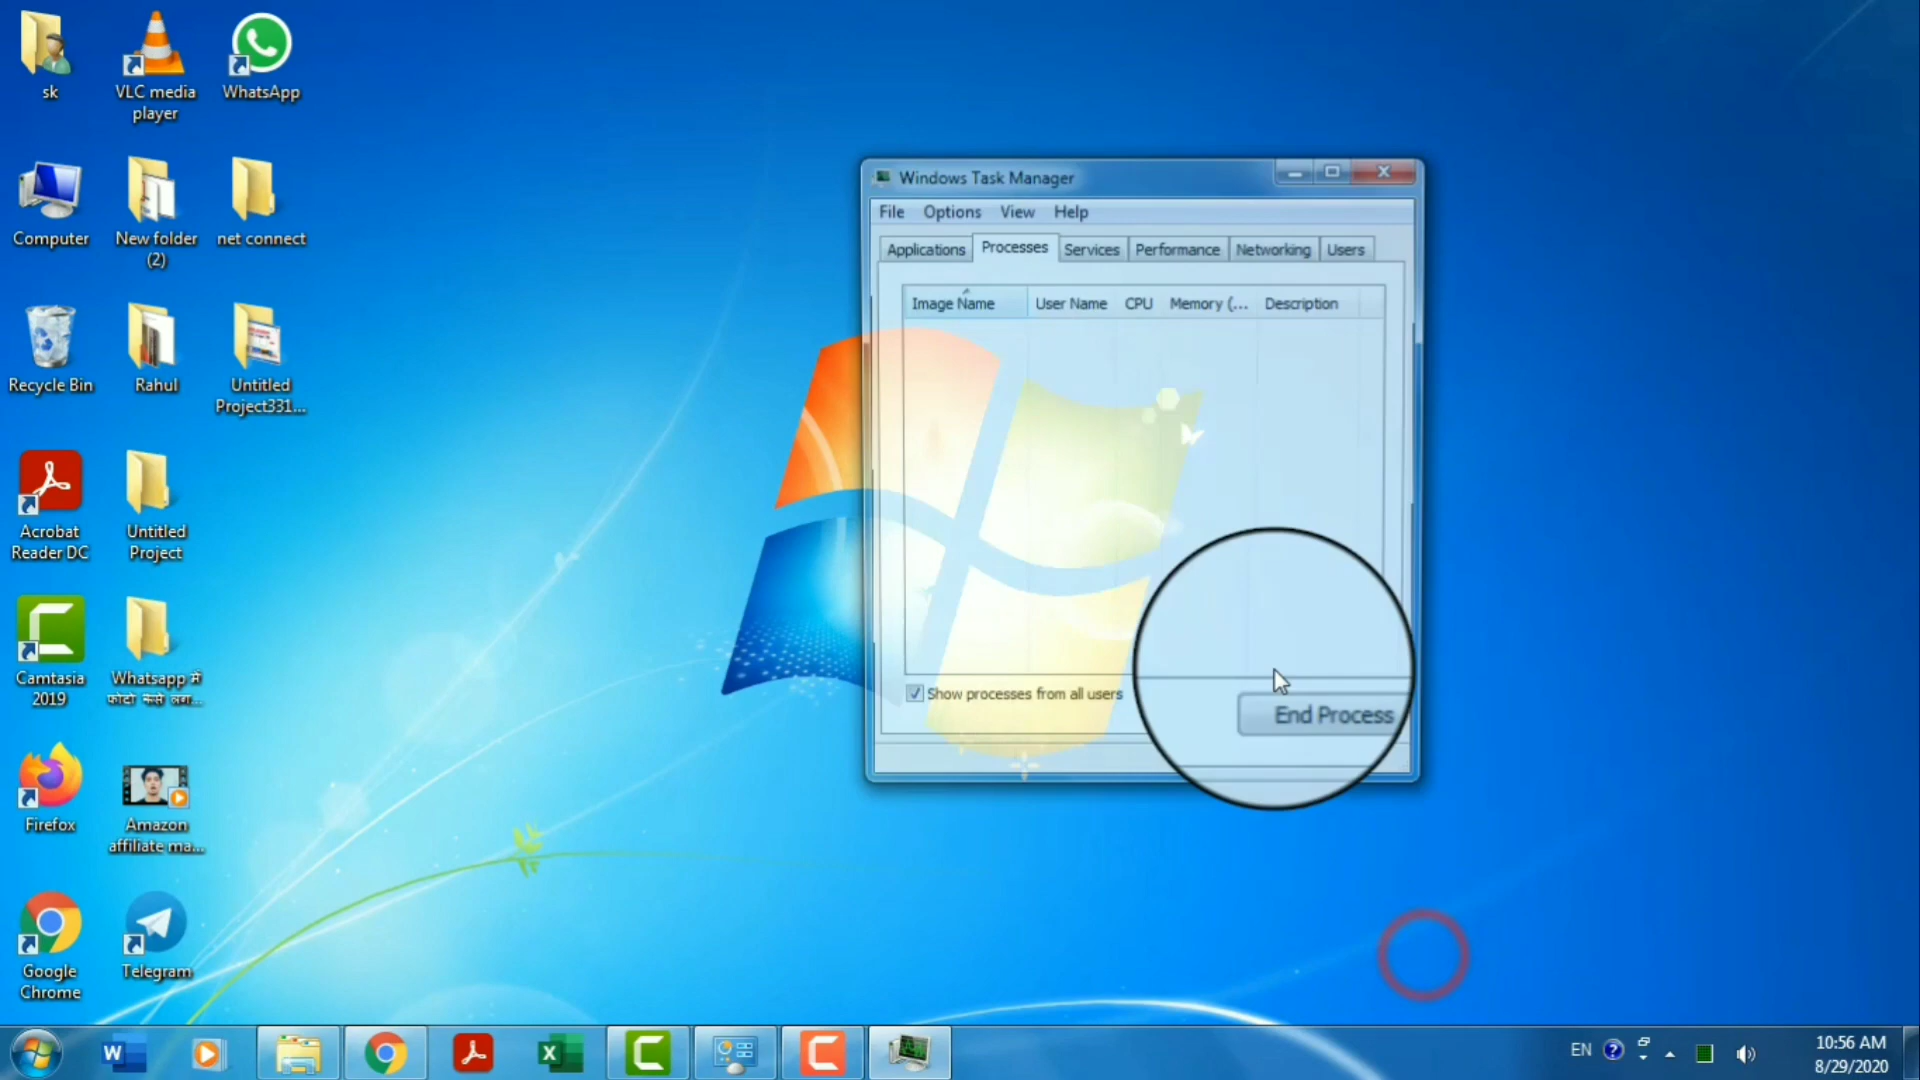 sk
VLC media
player
WhatsApp
Computer
New folder
(2)
net connect
Recycle Bin
Rahul
Untitled
Project331...
Acrobat
Reader DC
Untitled
Project
Camtasia
2019
Whatsapp में
फोटो कैसे लगा...
Firefox
Amazon
affiliate ma...
Google
Chrome
Telegram
Windows Task Manager
File Options View Help
Applications Processes Services Performance Networking Users
Image Name User Name CPU Memory (... Description
Show processes from all users
End Process
EN
10:56 AM
8/29/2020